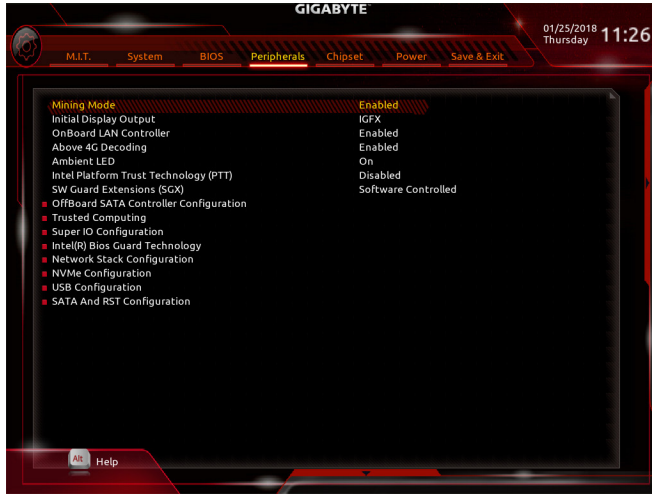 GIGABYTE
01/25/2018 11:26
Thursday
M.I.T. System BIOS Peripherals Chipset Power Save & Exit
Mining Mode Enabled
Initial Display Output IGFX
OnBoard LAN Controller Enabled
Above 4G Decoding Enabled
Ambient LED On
Intel Platform Trust Technology (PTT) Disabled
SW Guard Extensions (SGX) Software Controlled
OffBoard SATA Controller Configuration
Trusted Computing
Super IO Configuration
Intel(R) Bios Guard Technology
Network Stack Configuration
NVMe Configuration
USB Configuration
SATA And RST Configuration
Alt Help